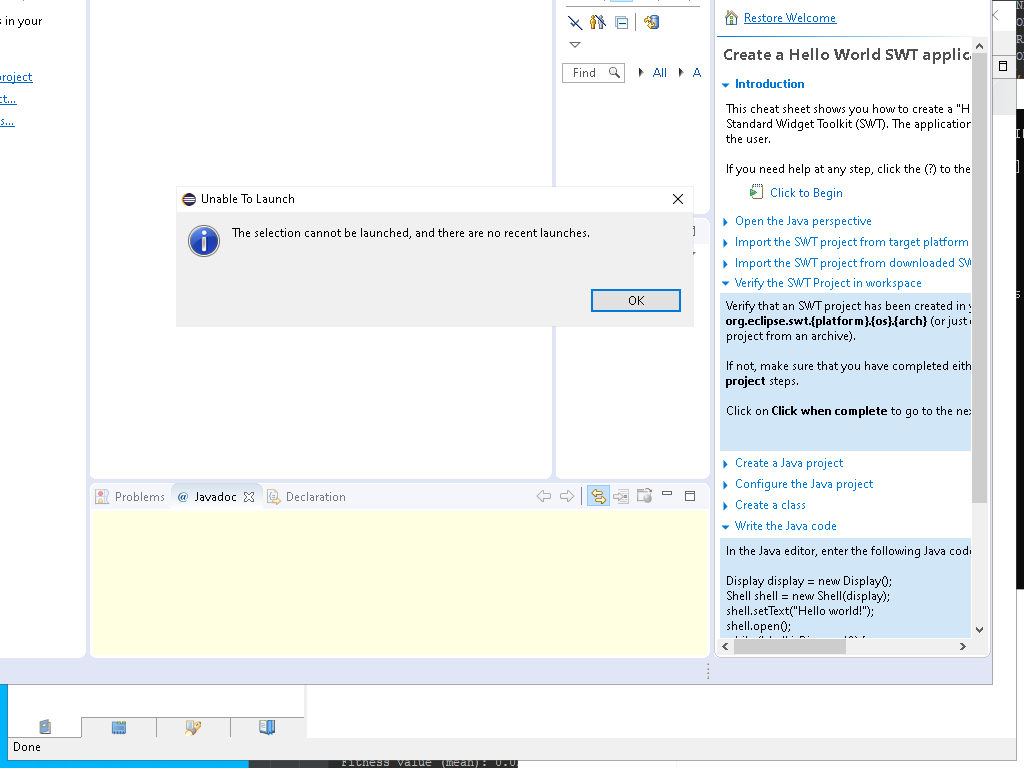 s in your
roject
ct...
s...
Find
All
A
Restore Welcome
Create a Hello World SWT applic
Introduction
This cheat sheet shows you how to create a "H
Standard Widget Toolkit (SWT). The application
the user.
If you need help at any step, click the (?) to the
Click to Begin
Open the Java perspective
Import the SWT project from target platform
Import the SWT project from downloaded SW
Verify the SWT Project in workspace
Verify that an SWT project has been created in y
org.eclipse.swt.{platform}.{os}.{arch} (or just
project from an archive).
If not, make sure that you have completed eith
project steps.
Click on Click when complete to go to the ne
Create a Java project
Configure the Java project
Create a class
Write the Java code
In the Java editor, enter the following Java cod
Display display = new Display();
Shell shell = new Shell(display);
shell.setText("Hello world!");
shell.open();
Unable To Launch
The selection cannot be launched, and there are no recent launches.
OK
Problems
@ Javadoc
Declaration
Done
Fitness value (mean): 0.0